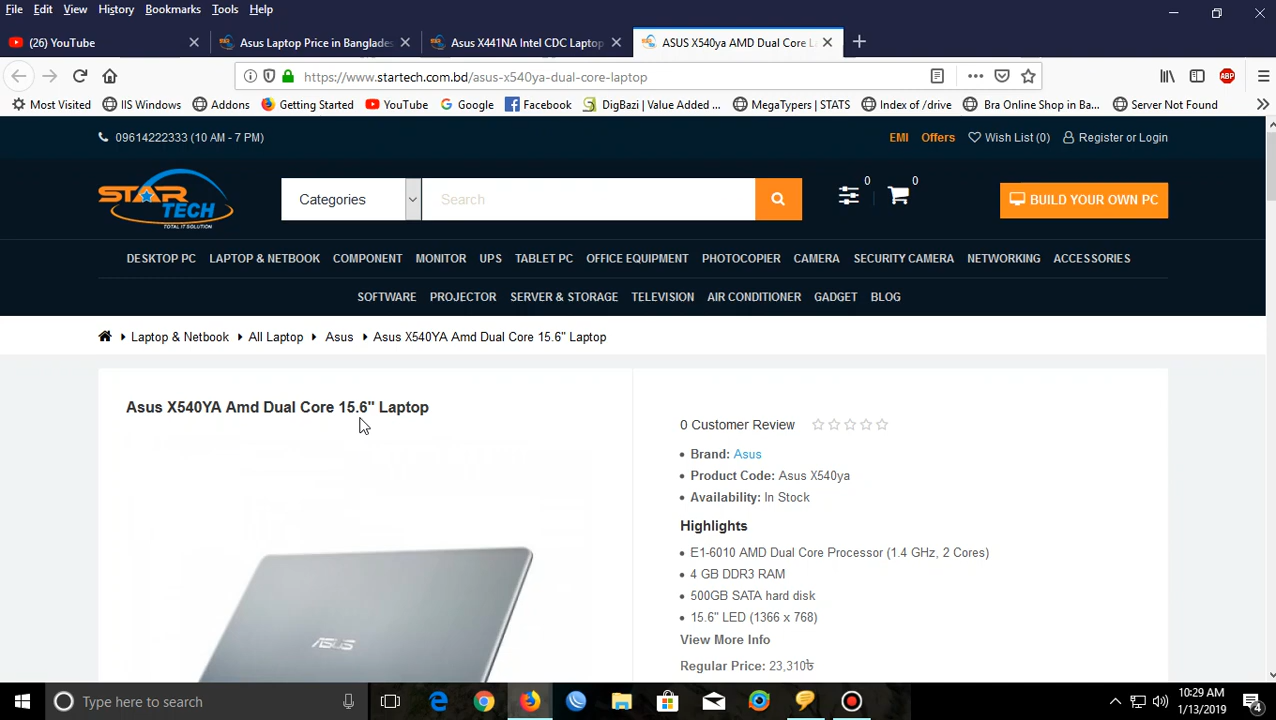 File Edit View History Bookmarks Tools Help
(26) YouTube
Asus Laptop Price in Banglades
Asus X441NA Intel CDC Laptop
ASUS X540ya AMD Dual Core L
https://www.startech.com.bd/asus-x540ya-dual-core-laptop
ABP
Most Visited IIS Windows Addons Getting Started YouTube Google Facebook DigBazi | Value Added ... MegaTypers | STATS Index of /drive Bra Online Shop in Ba... Server Not Found
09614222333 (10 AM - 7 PM)
EMI Offers Wish List (0) Register or Login
STAR TECH
TOTAL IT SOLUTION
Categories
Search
0
0
BUILD YOUR OWN PC
DESKTOP PC LAPTOP & NETBOOK COMPONENT MONITOR UPS TABLET PC OFFICE EQUIPMENT PHOTOCOPIER CAMERA SECURITY CAMERA NETWORKING ACCESSORIES
SOFTWARE PROJECTOR SERVER & STORAGE TELEVISION AIR CONDITIONER GADGET BLOG
Laptop & Netbook All Laptop Asus Asus X540YA Amd Dual Core 15.6" Laptop
Asus X540YA Amd Dual Core 15.6" Laptop
ASUS
0 Customer Review
Brand: Asus
Product Code: Asus X540ya
Availability: In Stock
Highlights
E1-6010 AMD Dual Core Processor (1.4 GHz, 2 Cores)
4 GB DDR3 RAM
500GB SATA hard disk
15.6" LED (1366 x 768)
View More Info
Regular Price: 23,310৳
Type here to search
10:29 AM
1/13/2019
4